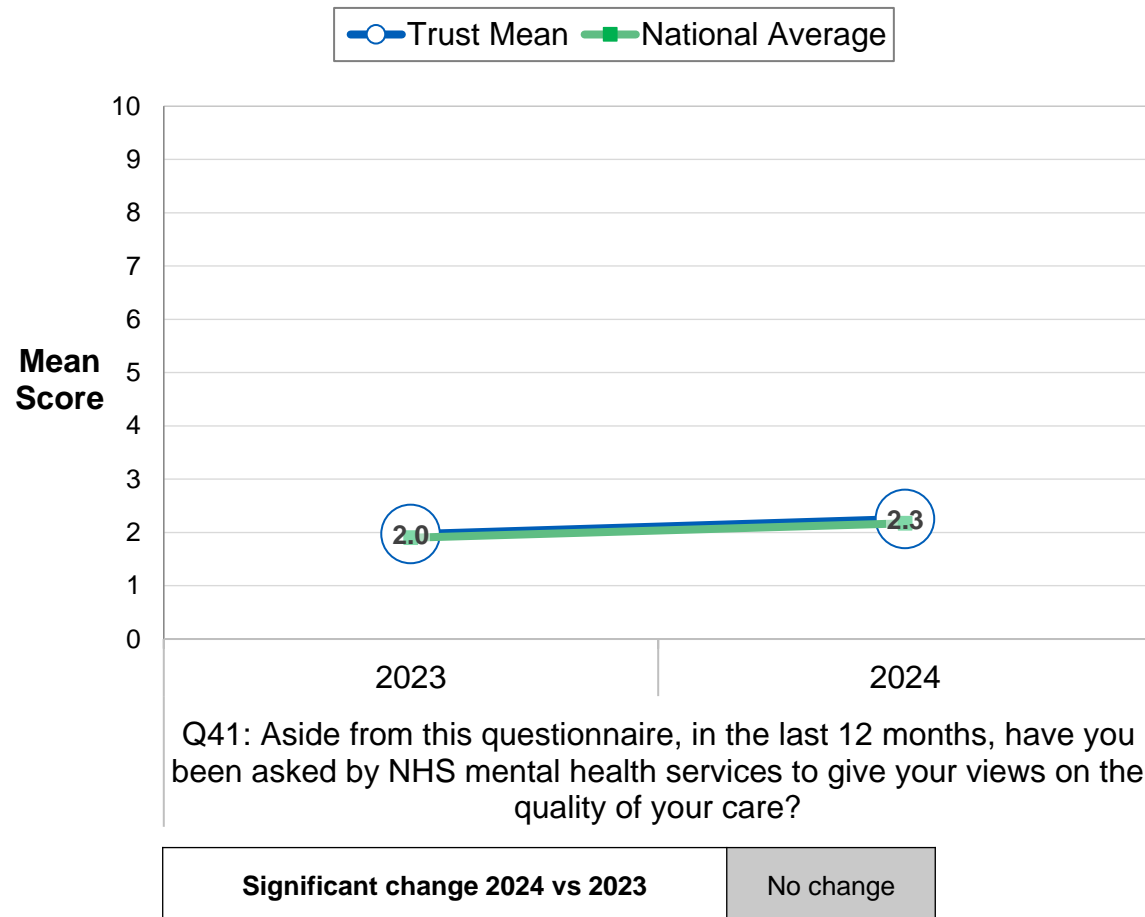 Trust Mean National Average
10
9
8
7
6
5
4
3
2
1
0
Mean
Score
2.0
2.3
2023 2024
Q41: Aside from this questionnaire, in the last 12 months, have you
been asked by NHS mental health services to give your views on the
quality of your care?
Significant change 2024 vs 2023 No change